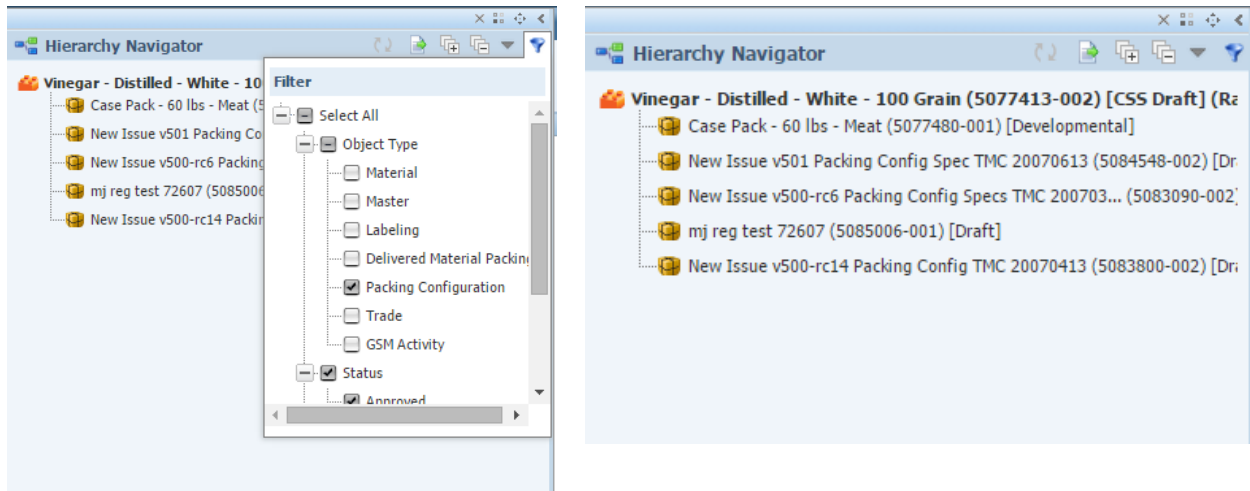 Hierarchy Navigator
Vinegar - Distilled - White - 10
Case Pack - 60 lbs - Meat (5
New Issue v501 Packing Co
New Issue v500-rc6 Packing
mj reg test 72607 (5085006
New Issue v500-rc14 Packin
Filter
Select All
Object Type
Material
Master
Labeling
Delivered Material Packing
Packing Configuration
Trade
GSM Activity
Status
Approved
Hierarchy Navigator
Vinegar - Distilled - White - 100 Grain (5077413-002) [CSS Draft] (Ra
Case Pack - 60 lbs - Meat (5077480-001) [Developmental]
New Issue v501 Packing Config Spec TMC 20070613 (5084548-002) [Dr
New Issue v500-rc6 Packing Config Specs TMC 200703... (5083090-002)
mj reg test 72607 (5085006-001) [Draft]
New Issue v500-rc14 Packing Config TMC 20070413 (5083800-002) [Dra